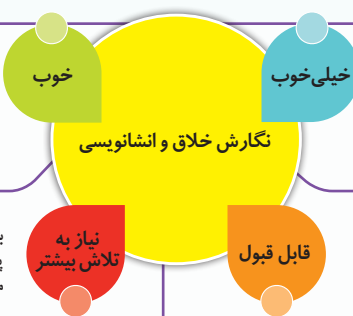 خیلی‌خوب
خوب
نگارش خلاق و انشانویسی
قابل قبول
نیاز به
تلاش بیشتر